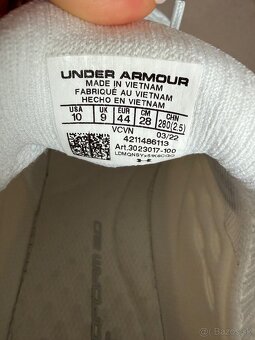 UNDER ARMOUR
MADE IN VIETNAM
FABRIQUÉ AU VIETNAM
HECHO EN VIETNAM
USA UK EUR CM CHN
10 9 44 28 280(2.5)
VCVN 03/22
4211486113
Art.3023017-100